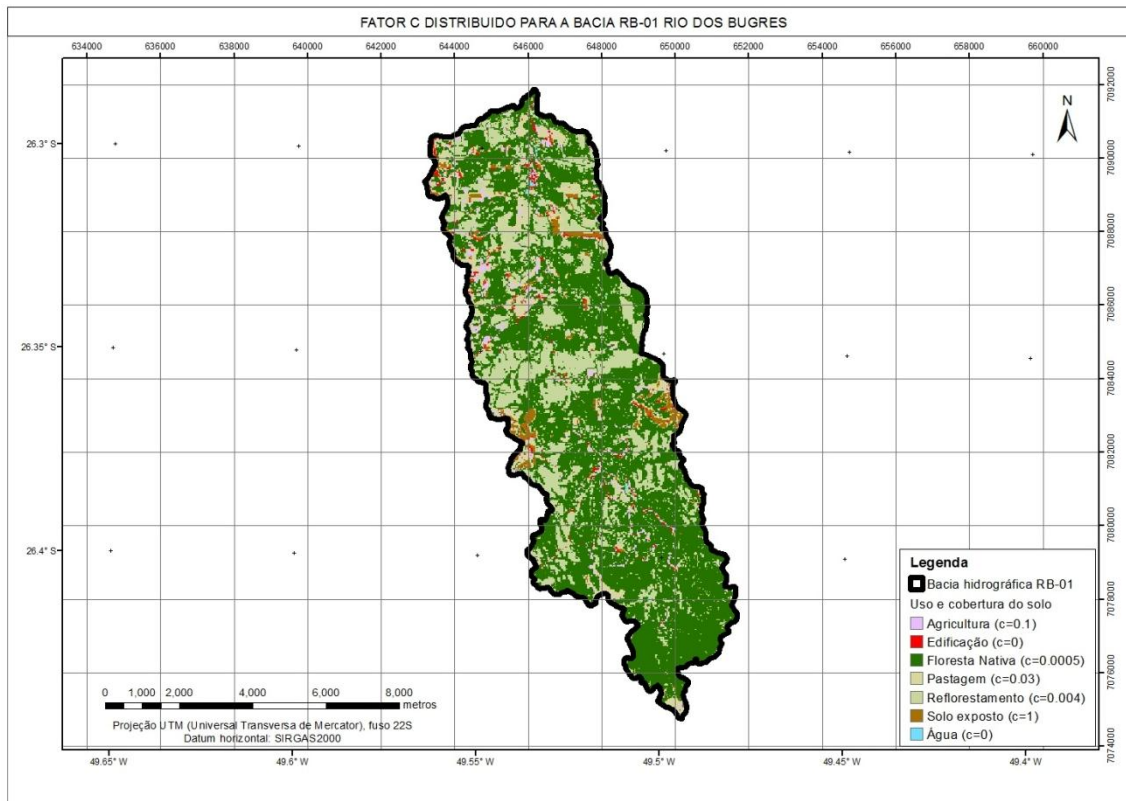 FATOR C DISTRIBUIDO PARA A BACIA RB-01 RIO DOS BUGRES
634000 636000 638000 640000 642000 644000 646000 648000 650000 652000 654000 656000 658000 660000
7092000
N
26.3° S
7090000
7088000
7086000
26.35° S
7084000
7082000
7080000
26.4° S
7078000
7076000
7074000
Legenda
Bacia hidrográfica RB-01
Uso e cobertura do solo
Agricultura (c=0.1)
Edificação (c=0)
Floresta Nativa (c=0.0005)
Pastagem (c=0.03)
Reflorestamento (c=0.004)
Solo exposto (c=1)
Água (c=0)
0 1,000 2,000 4,000 6,000 8,000
metros
Projeção UTM (Universal Transversa de Mercator), fuso 22S
Datum horizontal: SIRGAS2000
49.65° W 49.6° W 49.55° W 49.5° W 49.45° W 49.4° W